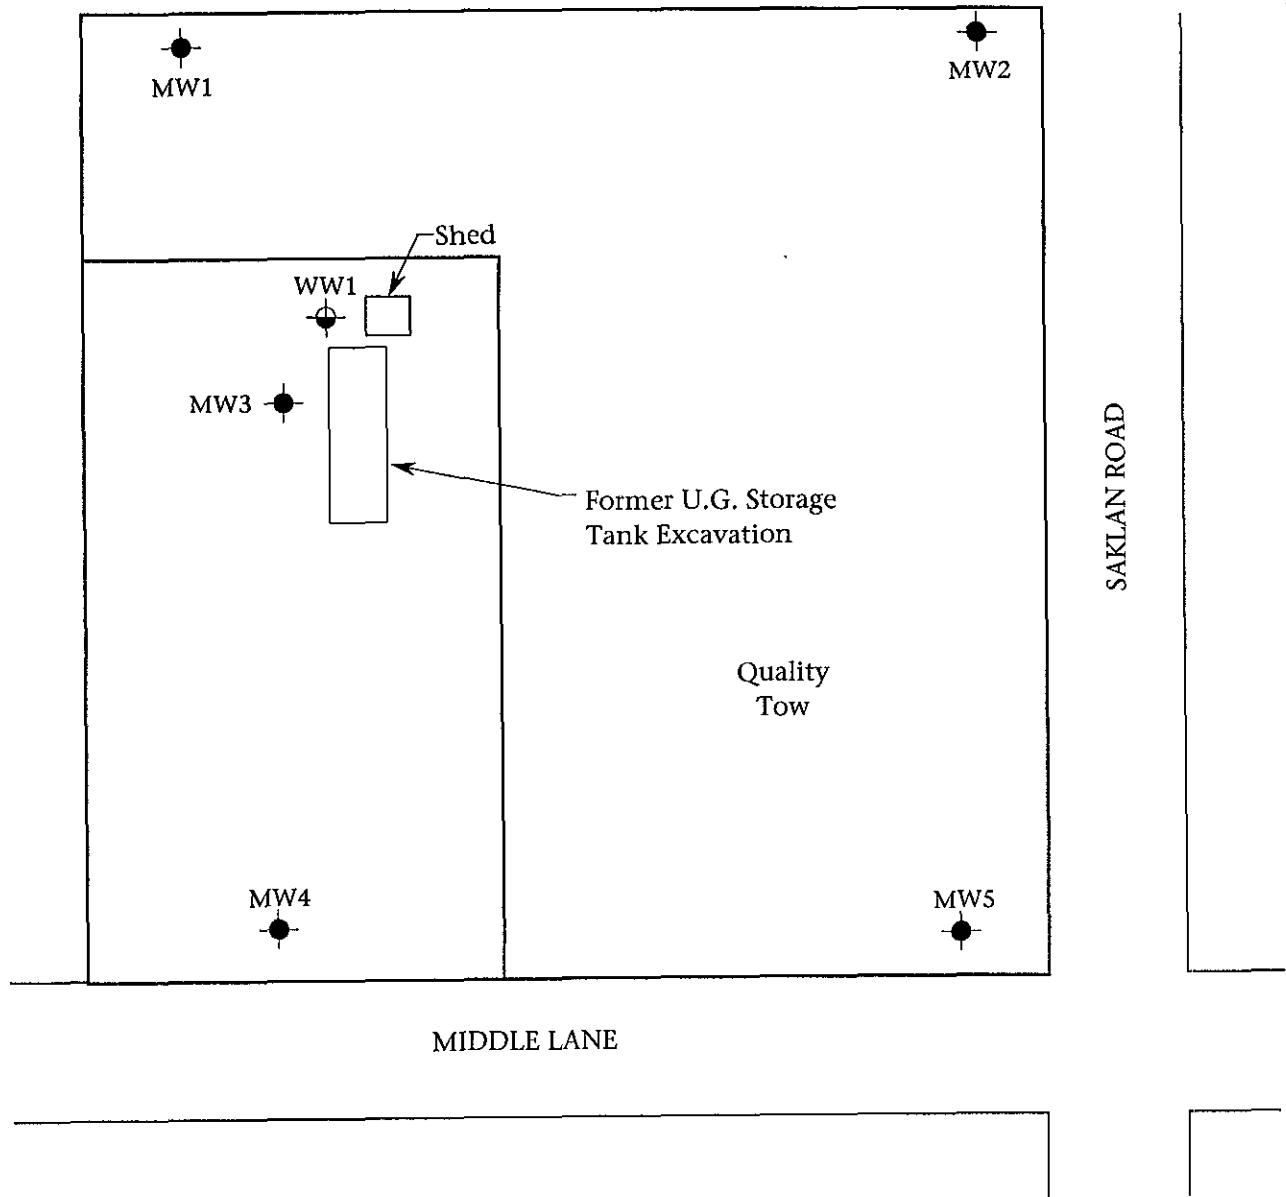 MW1
MW2
Shed
WW1
MW3
Former U.G. Storage
Tank Excavation
SAKLAN ROAD
Quality
Tow
MW4
MW5
MIDDLE LANE